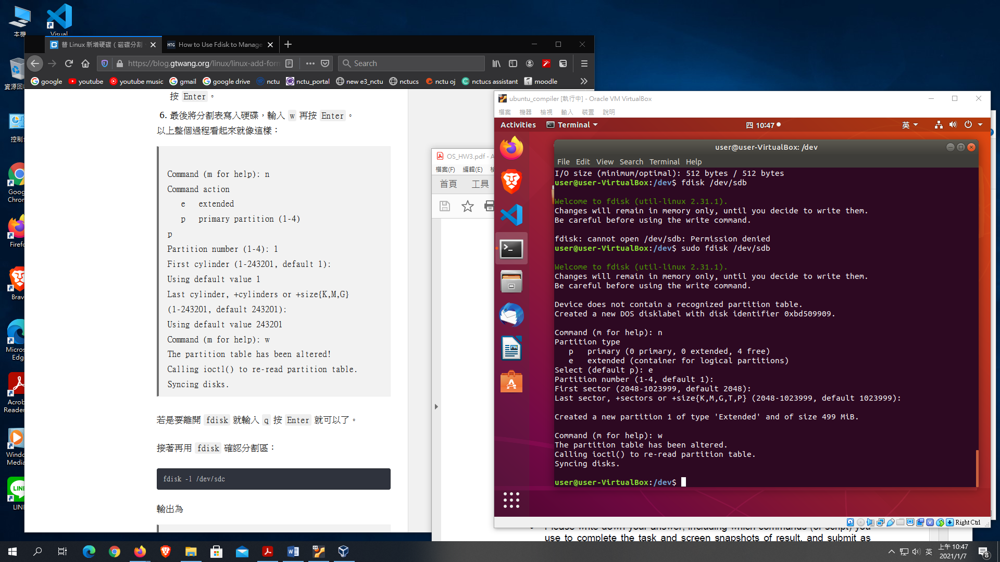 本機
Visual
資源回
控制
Goog
Chron
Firefo
Brav
Micros
Edg
Acrob
Reader
Windo
Media
LINE
替 Linux 新增硬碟（磁碟分割
HTG How to Use Fdisk to Manage
https://blog.gtwang.org/linux/linux-add-form
Search
google
youtube
youtube music
gmail
google drive
nctu
nctu_portal
new e3_nctu
nctucs
nctu oj
nctucs assistant
moodle
按 Enter 。
6. 最後將分割表寫入硬碟，輸入 w 再按 Enter 。
以上整個過程看起來就像這樣：
Command (m for help): n
Command action
e extended
p primary partition (1-4)
p
Partition number (1-4): 1
First cylinder (1-243201, default 1):
Using default value 1
Last cylinder, +cylinders or +size{K,M,G}
(1-243201, default 243201):
Using default value 243201
Command (m for help): w
The partition table has been altered!
Calling ioctl() to re-read partition table.
Syncing disks.
若是要離開 fdisk 就輸入 q 按 Enter 就可以了。
接著再用 fdisk 確認分割區：
fdisk -l /dev/sdc
輸出為
OS_HW3.pdf - A
檔案(F) 編輯(E)
首頁 工具
ubuntu_compiler [執行中] - Oracle VM VirtualBox
檔案 機器 檢視 輸入 裝置 說明
Activities Terminal 四 10:47 英
user@user-VirtualBox: /dev
File Edit View Search Terminal Help
I/O size (minimum/optimal): 512 bytes / 512 bytes
user@user-VirtualBox:/dev$ fdisk /dev/sdb
Welcome to fdisk (util-linux 2.31.1).
Changes will remain in memory only, until you decide to write them.
Be careful before using the write command.
fdisk: cannot open /dev/sdb: Permission denied
user@user-VirtualBox:/dev$ sudo fdisk /dev/sdb
Welcome to fdisk (util-linux 2.31.1).
Changes will remain in memory only, until you decide to write them.
Be careful before using the write command.
Device does not contain a recognized partition table.
Created a new DOS disklabel with disk identifier 0xbd509909.
Command (m for help): n
Partition type
p primary (0 primary, 0 extended, 4 free)
e extended (container for logical partitions)
Select (default p): e
Partition number (1-4, default 1):
First sector (2048-1023999, default 2048):
Last sector, +sectors or +size{K,M,G,T,P} (2048-1023999, default 1023999):
Created a new partition 1 of type 'Extended' and of size 499 MiB.
Command (m for help): w
The partition table has been altered.
Calling ioctl() to re-read partition table.
Syncing disks.
user@user-VirtualBox:/dev$
Right Ctrl
Please write down your answer, including which commands (or script) you
use to complete the task and screen snapshots of result, and submit as
英
上午 10:47
2021/1/7
8